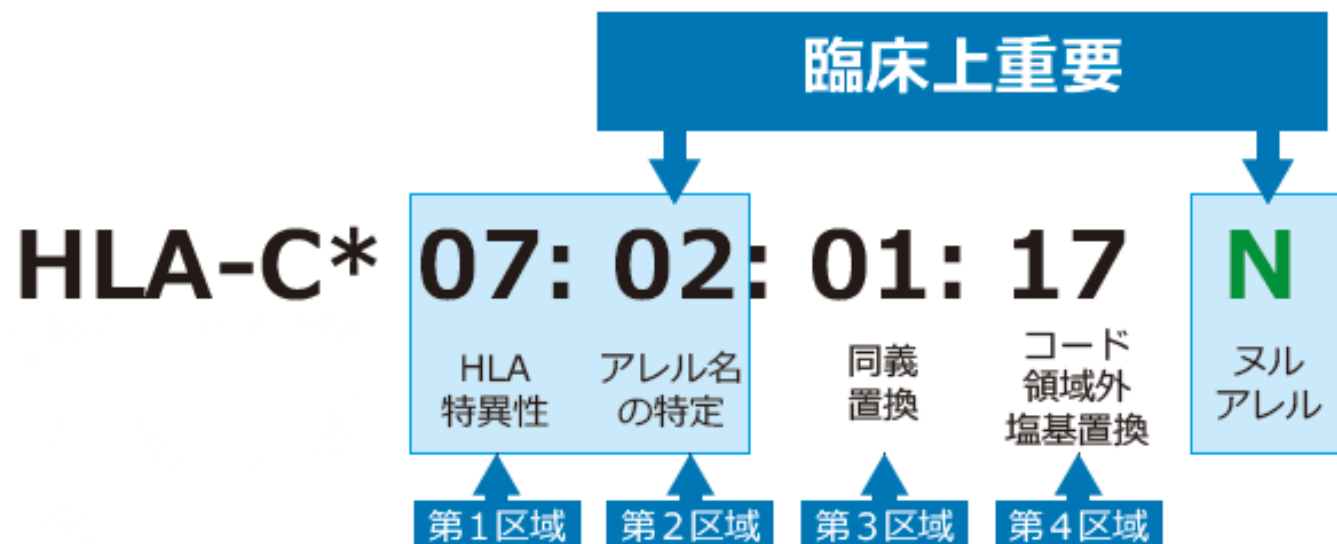 臨床上重要
HLA-C* 07: 02: 01: 17 N
HLA
特異性
アレル名
の特定
同義
置換
コード
領域外
塩基置換
ヌル
アレル
第1区域
第2区域
第3区域
第4区域